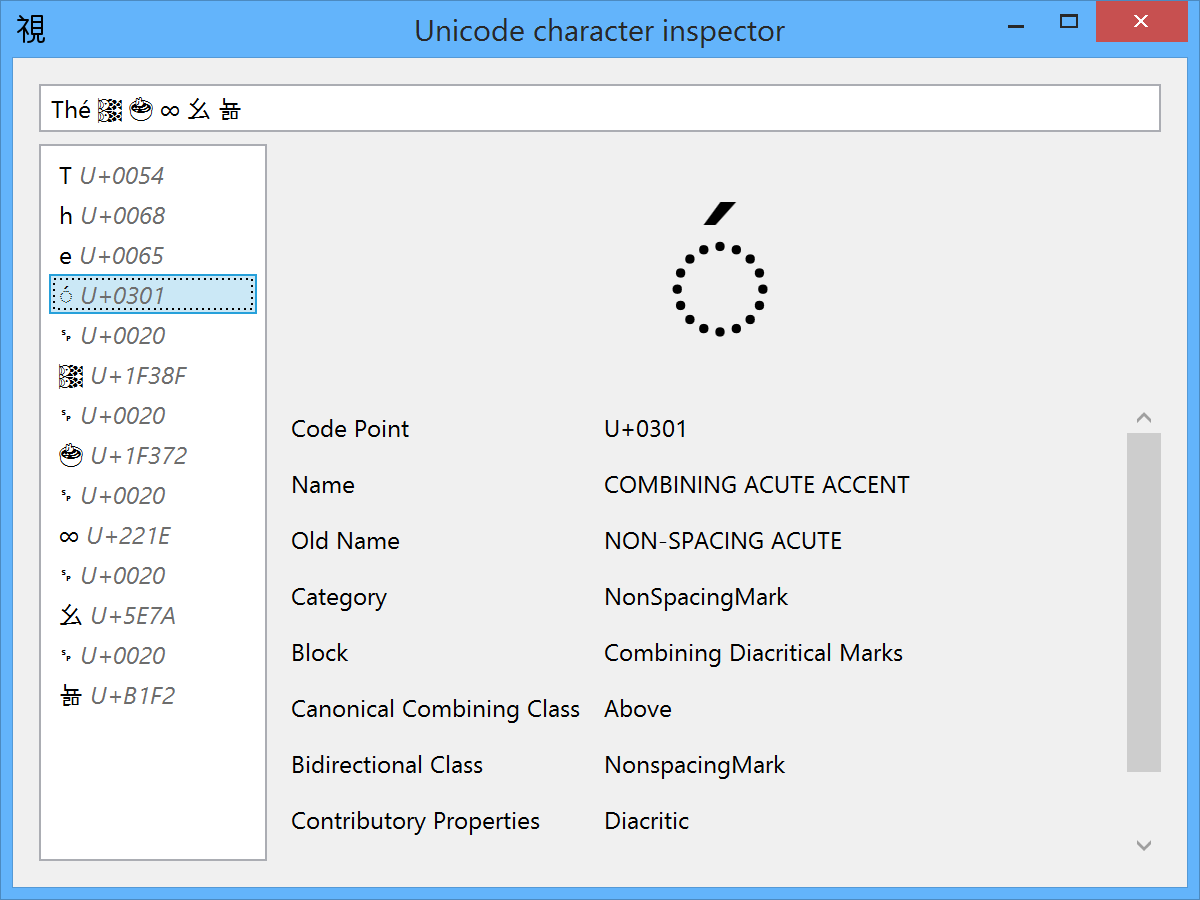 視
Unicode character inspector
Thé 🎏 🍲 ∞ 幺 뇲
T U+0054
h U+0068
e U+0065
◌́ U+0301
␠ U+0020
🎏 U+1F38F
␠ U+0020
🍲 U+1F372
␠ U+0020
∞ U+221E
␠ U+0020
幺 U+5E7A
␠ U+0020
뇲 U+B1F2
◌́
Code Point U+0301
Name COMBINING ACUTE ACCENT
Old Name NON-SPACING ACUTE
Category NonSpacingMark
Block Combining Diacritical Marks
Canonical Combining Class Above
Bidirectional Class NonspacingMark
Contributory Properties Diacritic